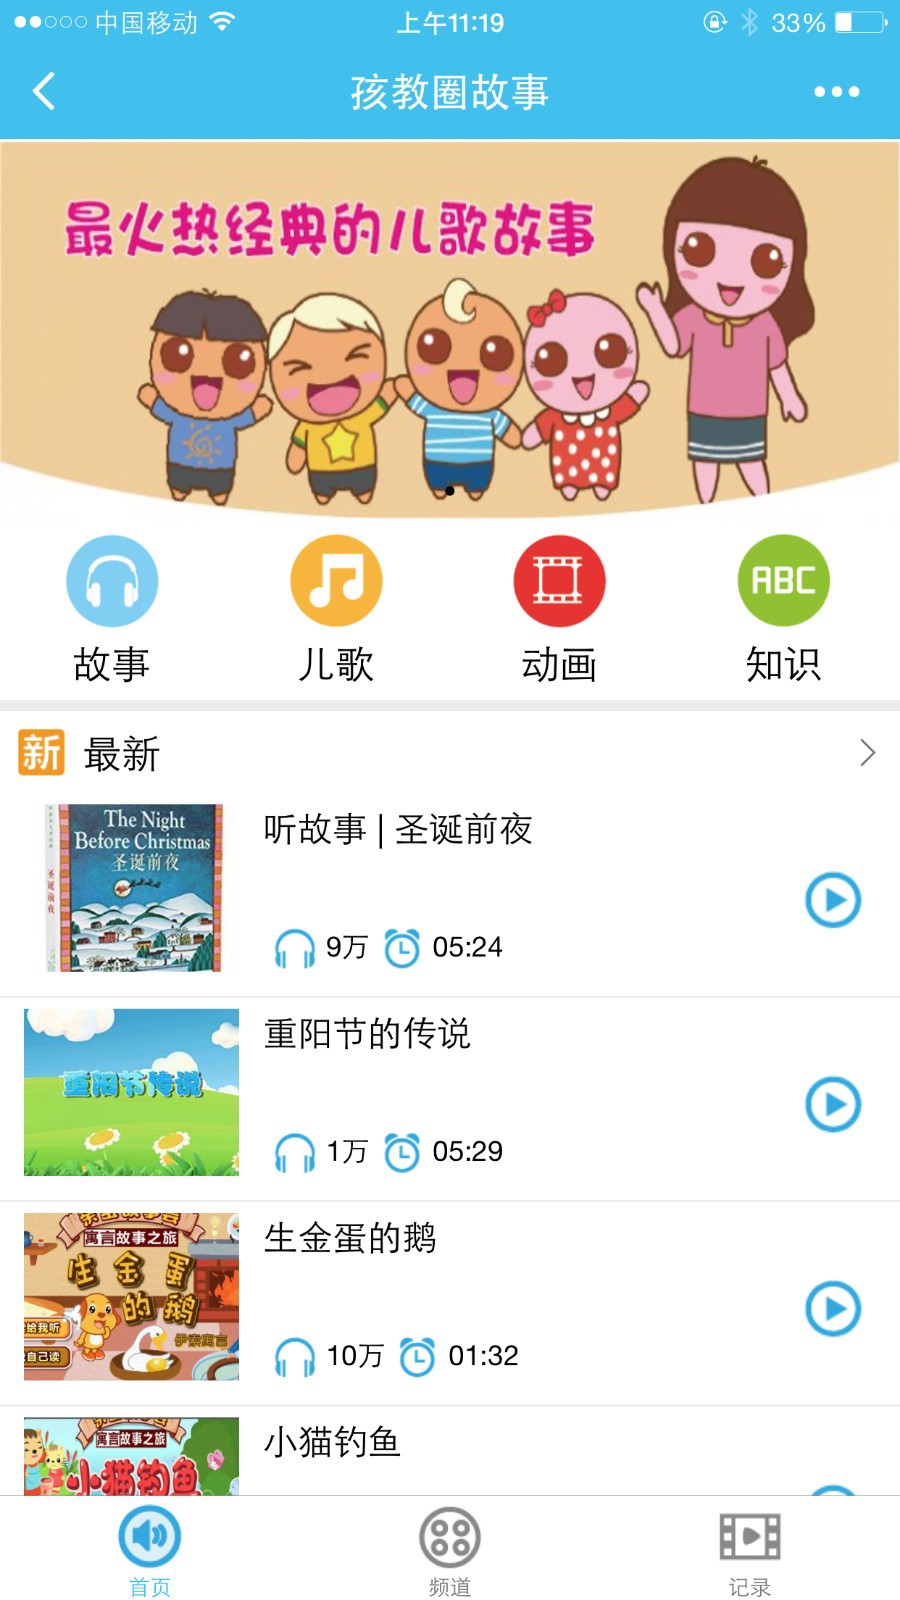 中国移动
上午11:19
33%
孩教圈故事
最火热经典的儿歌故事
ABC
故事
儿歌
动画
知识
新 最新
The Night
Before Christmas
圣诞前夜
圣诞前夜
听故事 | 圣诞前夜
9万 05:24
重阳节传说
重阳节的传说
1万 05:29
寓言故事之旅
生金蛋的鹅
给我听
自己读
伊索寓言
生金蛋的鹅
10万 01:32
寓言故事之旅
小猫钓鱼
小猫钓鱼
首页
频道
记录